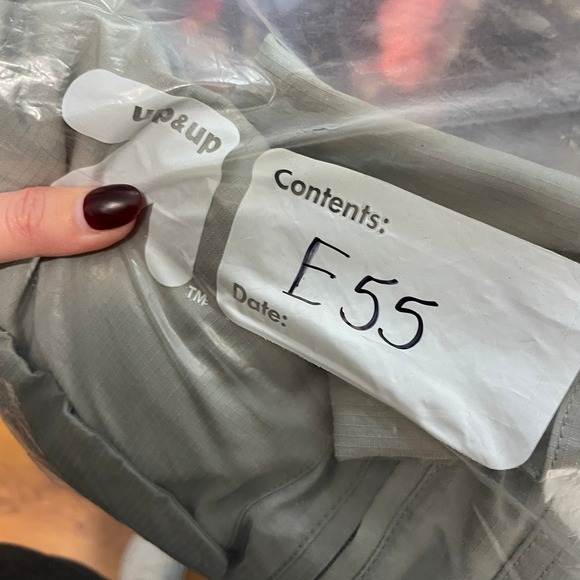 up&up
TM
Contents:
E55
Date: